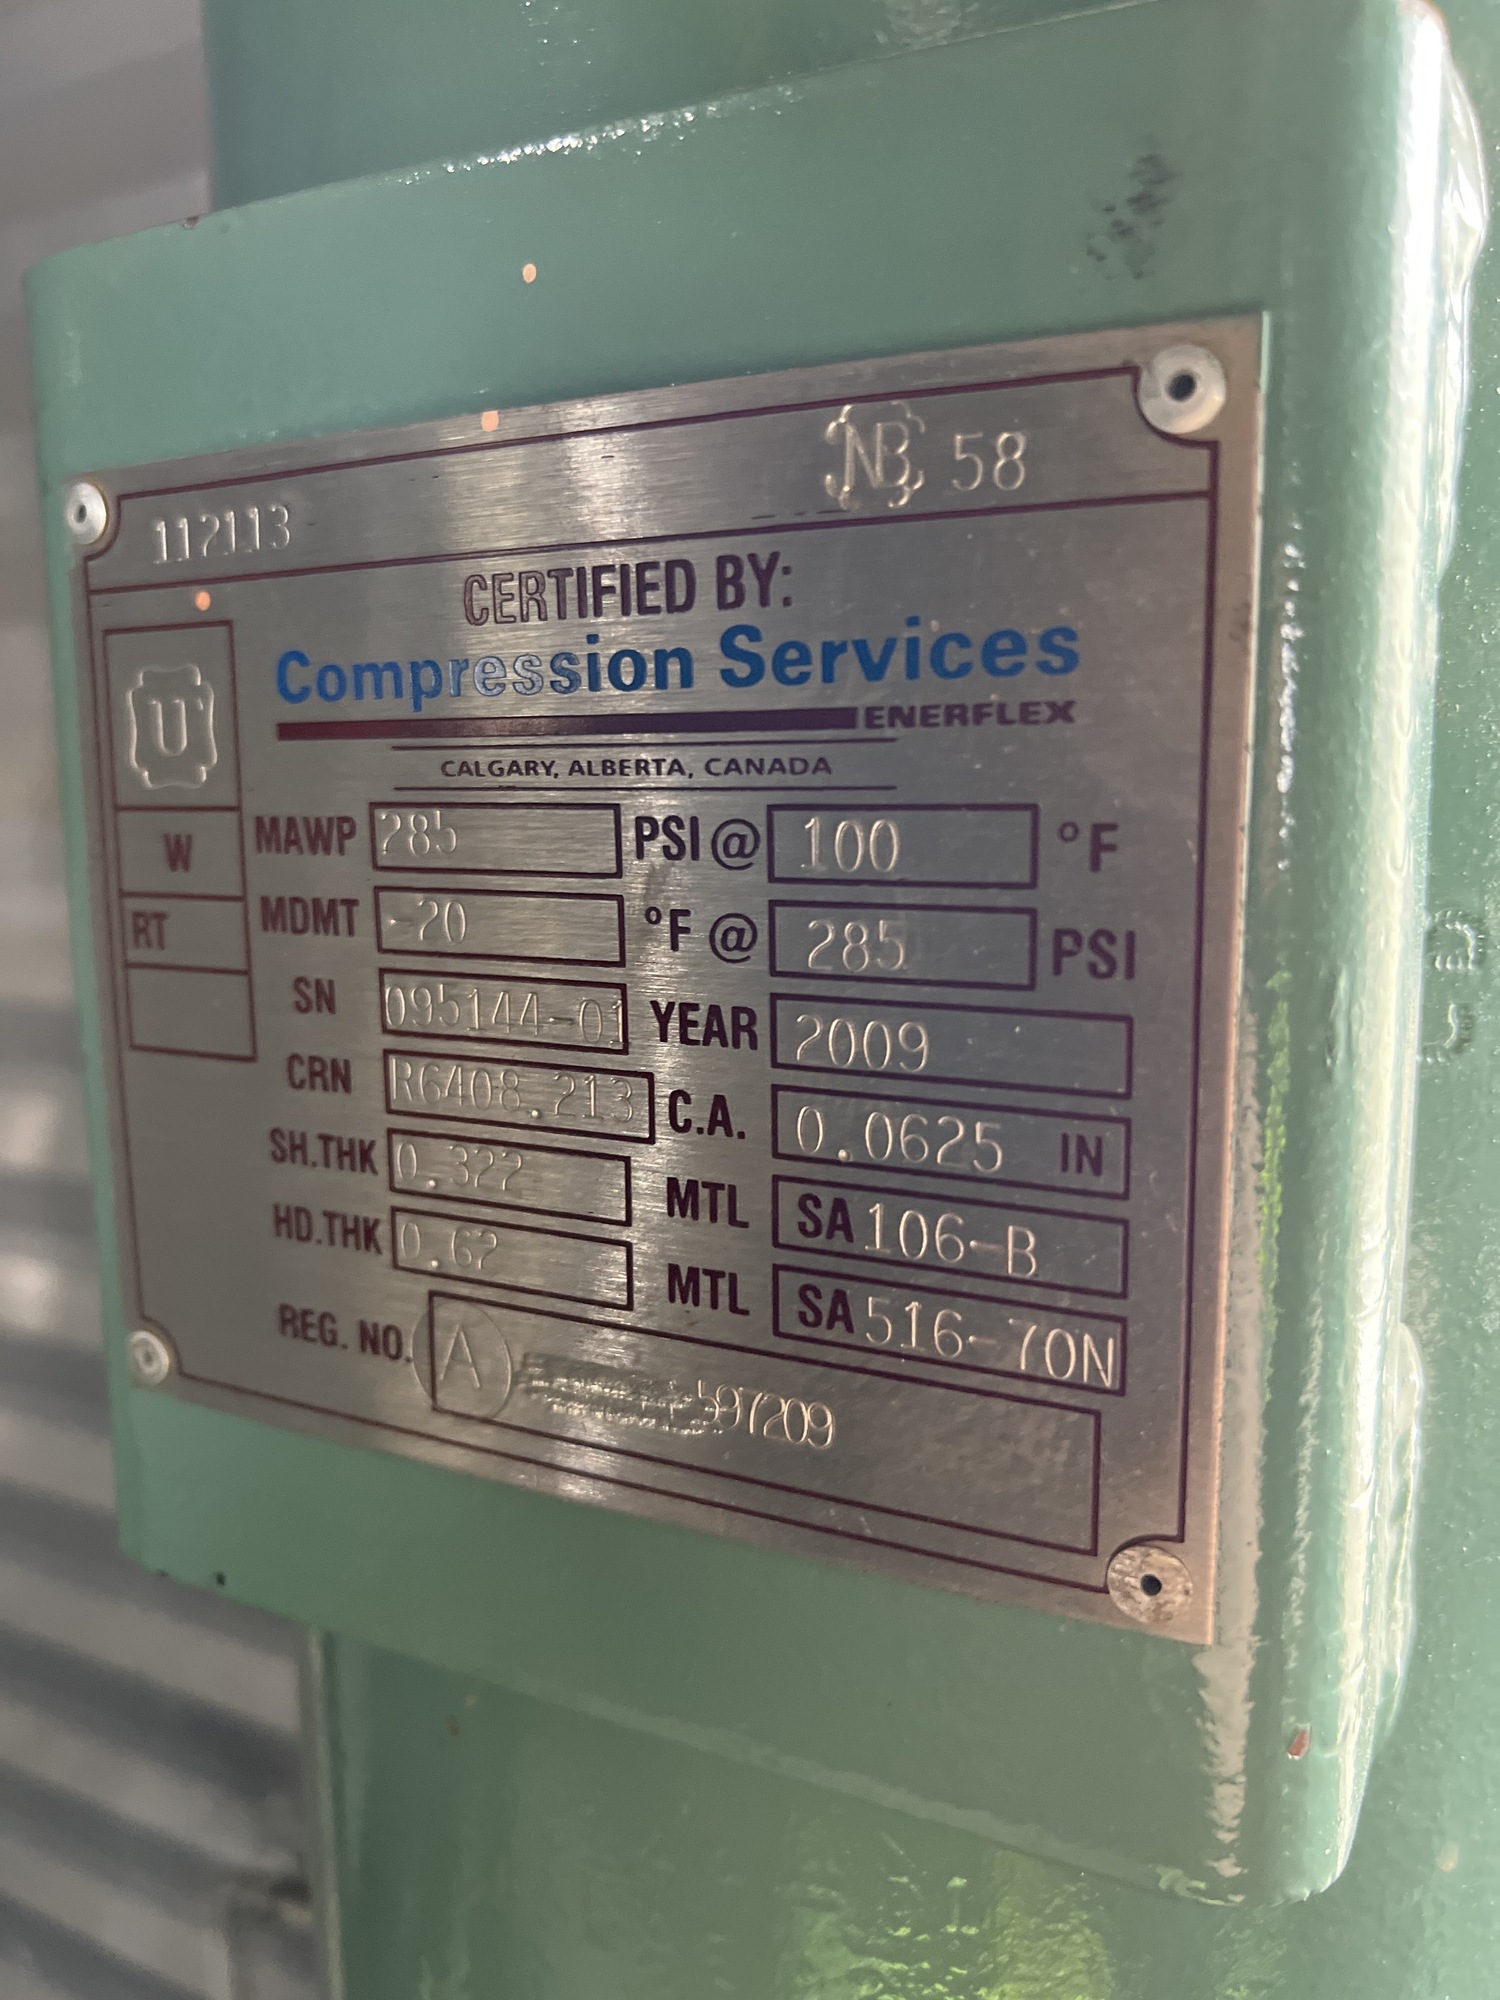 112113 NB 58
CERTIFIED BY:
U
Compression Services
ENERFLEX
CALGARY, ALBERTA, CANADA
W MAWP 285 PSI @ 100 °F
RT MDMT -20 °F @ 285 PSI
SN 095144-01 YEAR 2009
CRN R6408.213 C.A. 0.0625 IN
SH.THK 0.322 MTL SA 106-B
HD.THK 0.62 MTL SA 516-70N
REG. NO. A 597209